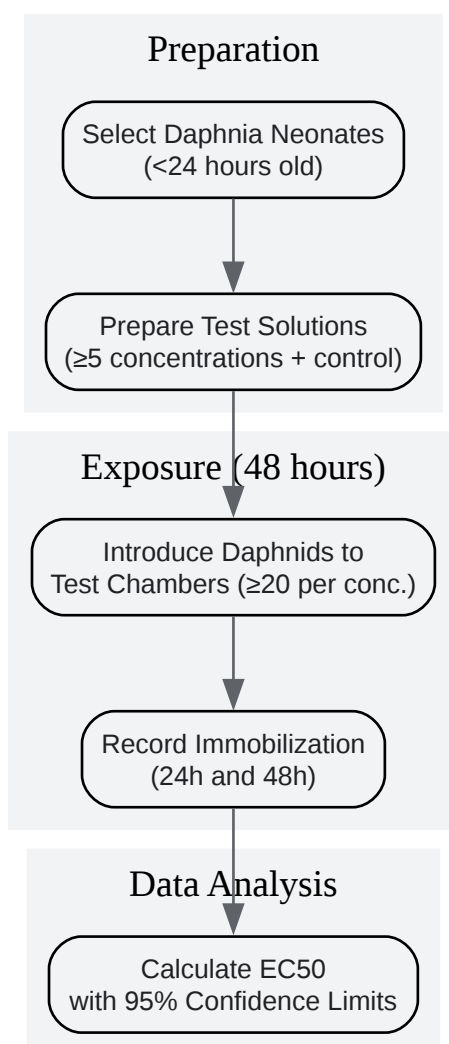 Preparation
Select Daphnia Neonates
(<24 hours old)
Prepare Test Solutions
(≥5 concentrations + control)
Exposure (48 hours)
Introduce Daphnids to
Test Chambers (≥20 per conc.)
Record Immobilization
(24h and 48h)
Data Analysis
Calculate EC50
with 95% Confidence Limits